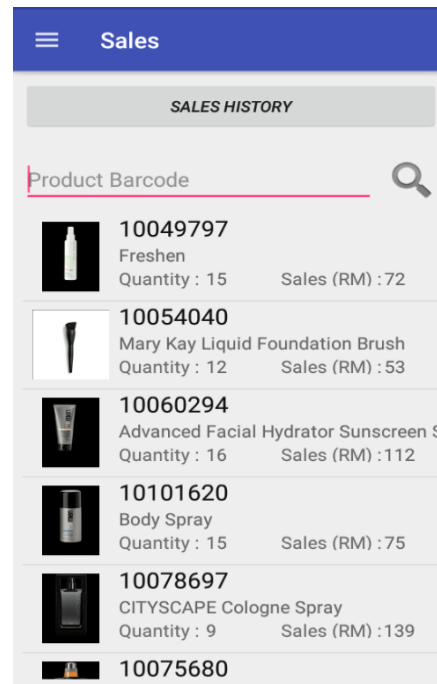 Sales
SALES HISTORY
Product Barcode
10049797
Freshen
Quantity : 15 Sales (RM) : 72
10054040
Mary Kay Liquid Foundation Brush
Quantity : 12 Sales (RM) : 53
10060294
Advanced Facial Hydrator Sunscreen S
Quantity : 16 Sales (RM) : 112
10101620
Body Spray
Quantity : 15 Sales (RM) : 75
10078697
CITYSCAPE Cologne Spray
Quantity : 9 Sales (RM) : 139
10075680